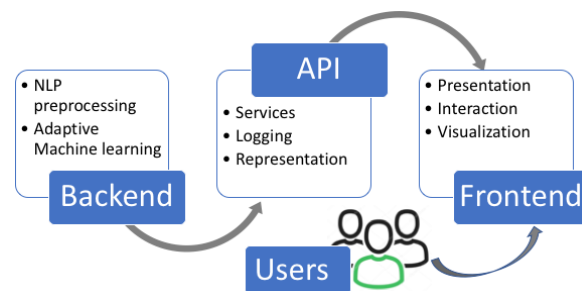 • NLP
preprocessing
• Adaptive
Machine learning
Backend
API
• Services
• Logging
• Representation
• Presentation
• Interaction
• Visualization
Frontend
Users